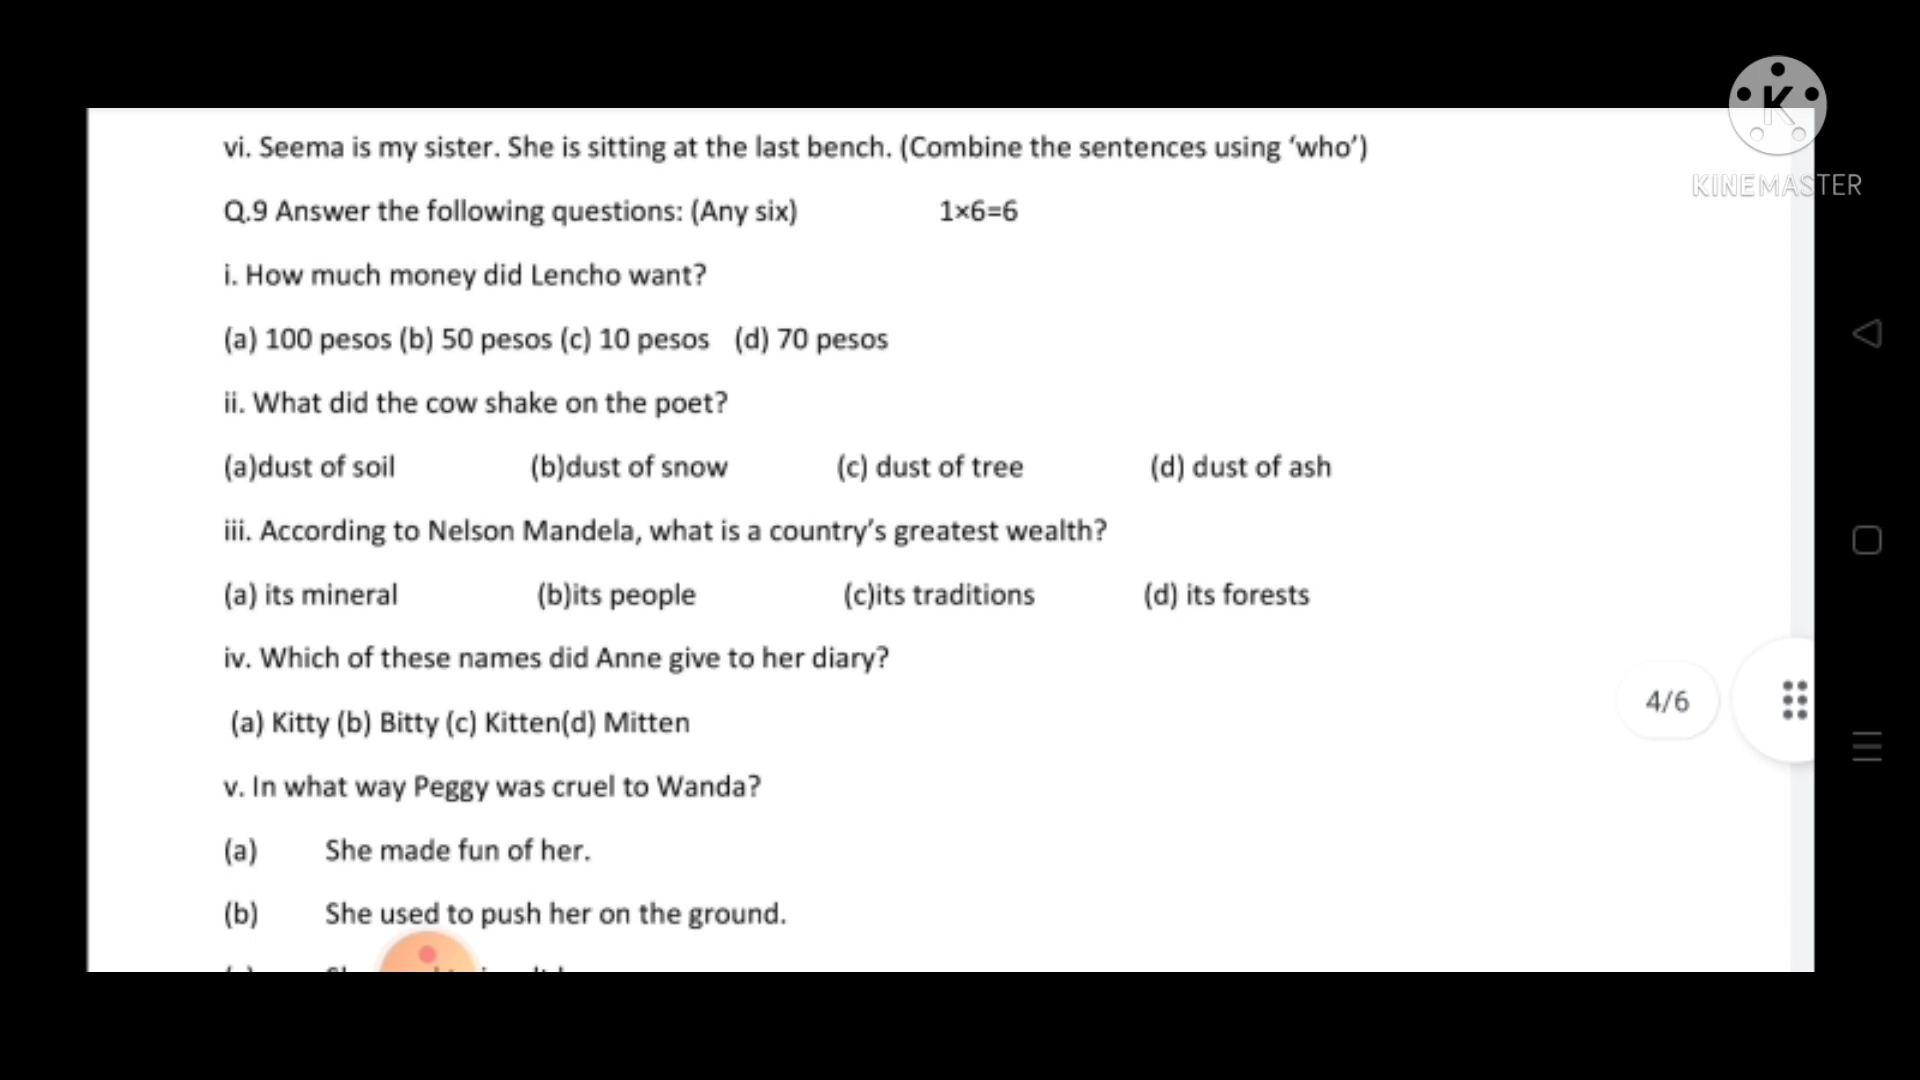 vi. Seema is my sister. She is sitting at the last bench. (Combine the sentences using ‘who’)
Q.9 Answer the following questions: (Any six) 1×6=6
i. How much money did Lencho want?
(a) 100 pesos (b) 50 pesos (c) 10 pesos (d) 70 pesos
ii. What did the cow shake on the poet?
(a)dust of soil (b)dust of snow (c) dust of tree (d) dust of ash
iii. According to Nelson Mandela, what is a country’s greatest wealth?
(a) its mineral (b)its people (c)its traditions (d) its forests
iv. Which of these names did Anne give to her diary?
(a) Kitty (b) Bitty (c) Kitten(d) Mitten
v. In what way Peggy was cruel to Wanda?
(a) She made fun of her.
(b) She used to push her on the ground.
K
KINEMASTER
4/6